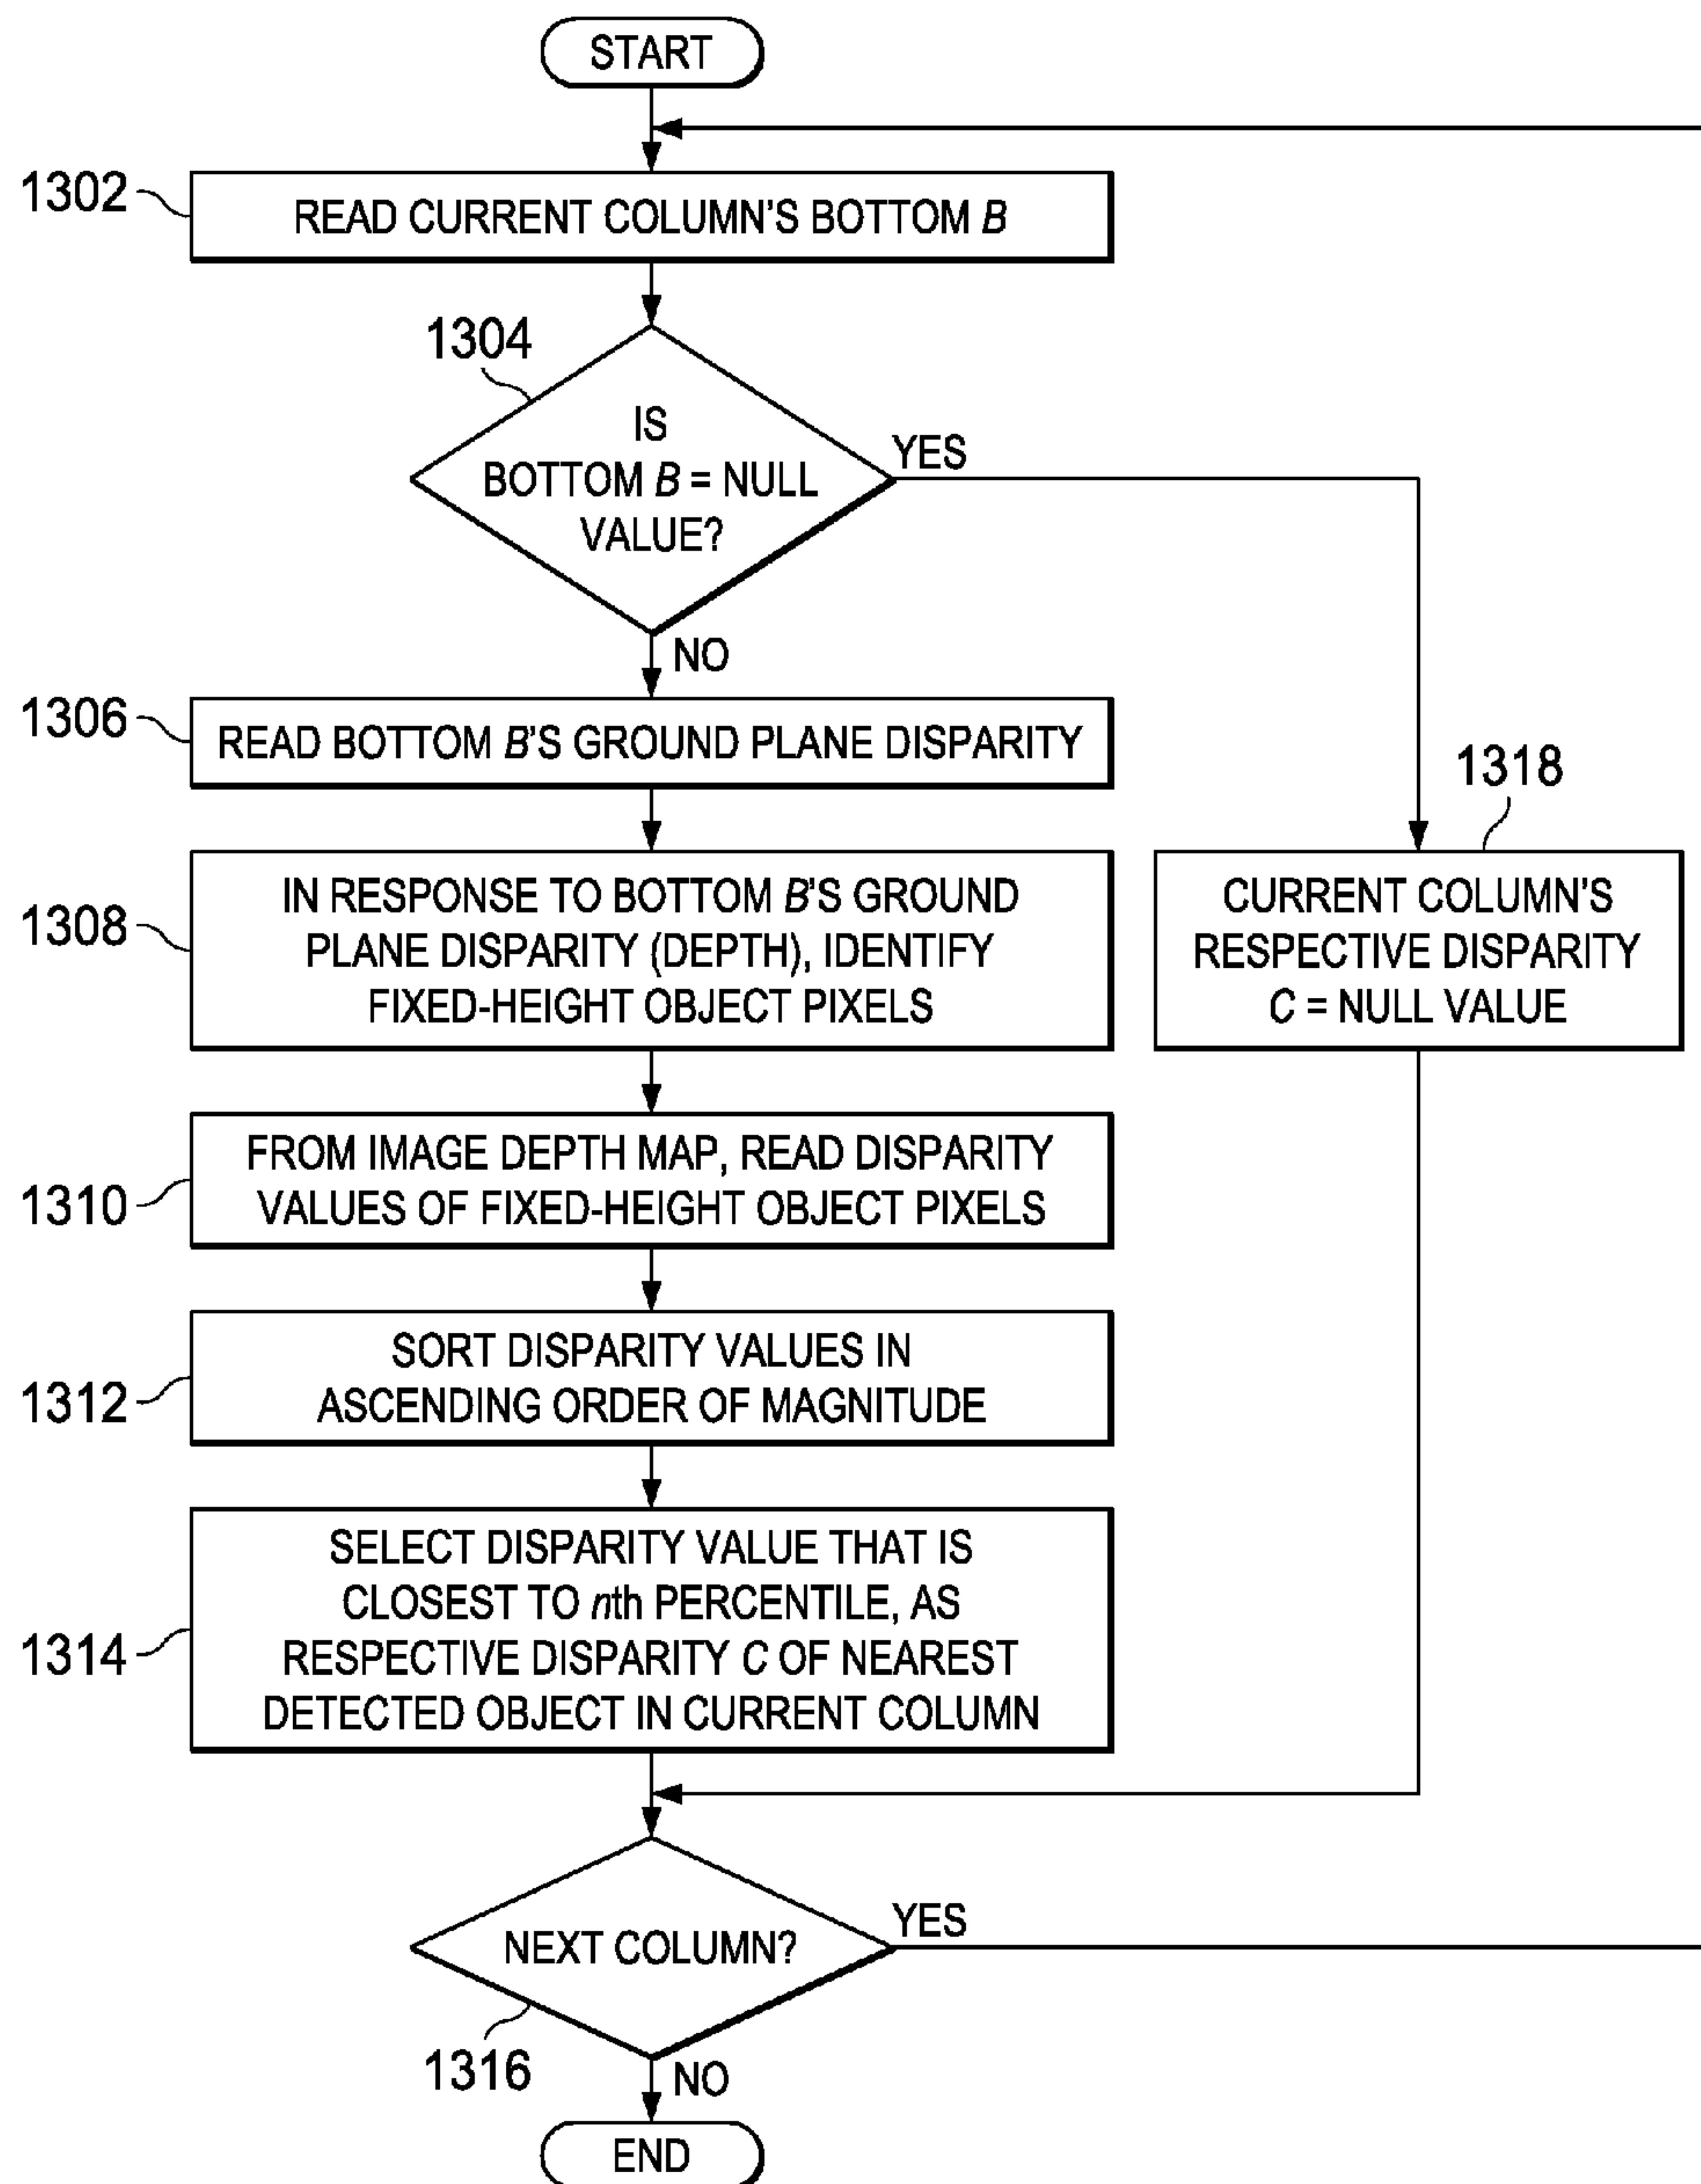 START
1302
READ CURRENT COLUMN'S BOTTOM B
1304
IS
BOTTOM B = NULL
VALUE?
YES
NO
1306
READ BOTTOM B'S GROUND PLANE DISPARITY
1318
1308
IN RESPONSE TO BOTTOM B'S GROUND
PLANE DISPARITY (DEPTH), IDENTIFY
FIXED-HEIGHT OBJECT PIXELS
CURRENT COLUMN'S
RESPECTIVE DISPARITY
C = NULL VALUE
1310
FROM IMAGE DEPTH MAP, READ DISPARITY
VALUES OF FIXED-HEIGHT OBJECT PIXELS
1312
SORT DISPARITY VALUES IN
ASCENDING ORDER OF MAGNITUDE
1314
SELECT DISPARITY VALUE THAT IS
CLOSEST TO nth PERCENTILE, AS
RESPECTIVE DISPARITY C OF NEAREST
DETECTED OBJECT IN CURRENT COLUMN
NEXT COLUMN?
YES
1316
NO
END